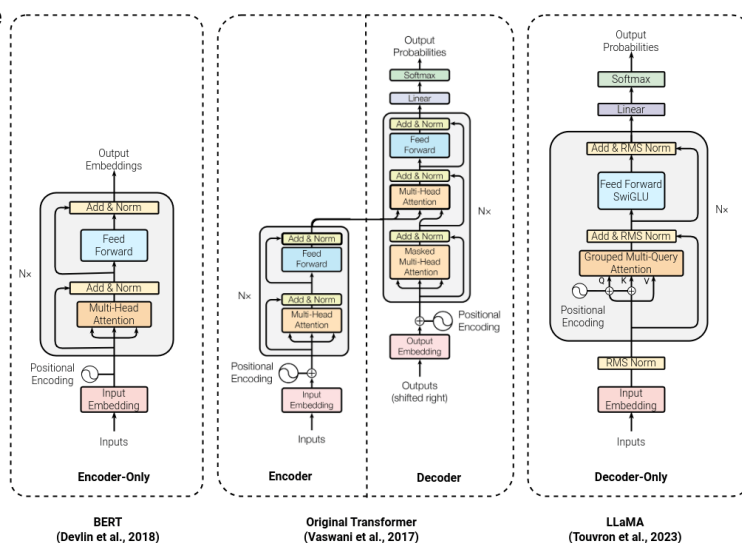 Output
Embeddings
Add & Norm
Feed
Forward
Nx
Add & Norm
Multi-Head
Attention
Positional
Encoding
Input
Embedding
Inputs
Encoder-Only
BERT
(Devlin et al., 2018)
Add & Norm
Feed
Forward
Nx
Add & Norm
Multi-Head
Attention
Positional
Encoding
Input
Embedding
Inputs
Encoder
Output
Probabilities
Softmax
Linear
Add & Norm
Feed
Forward
Add & Norm
Multi-Head
Attention
Nx
Add & Norm
Masked
Multi-Head
Attention
Positional
Encoding
Output
Embedding
Outputs
(shifted right)
Decoder
Original Transformer
(Vaswani et al., 2017)
Output
Probabilities
Softmax
Linear
Add & RMS Norm
Feed Forward
SwiGLU
Nx
Add & RMS Norm
Grouped Multi-Query
Attention
Q K V
Positional
Encoding
RMS Norm
Input
Embedding
Inputs
Decoder-Only
LLaMA
(Touvron et al., 2023)